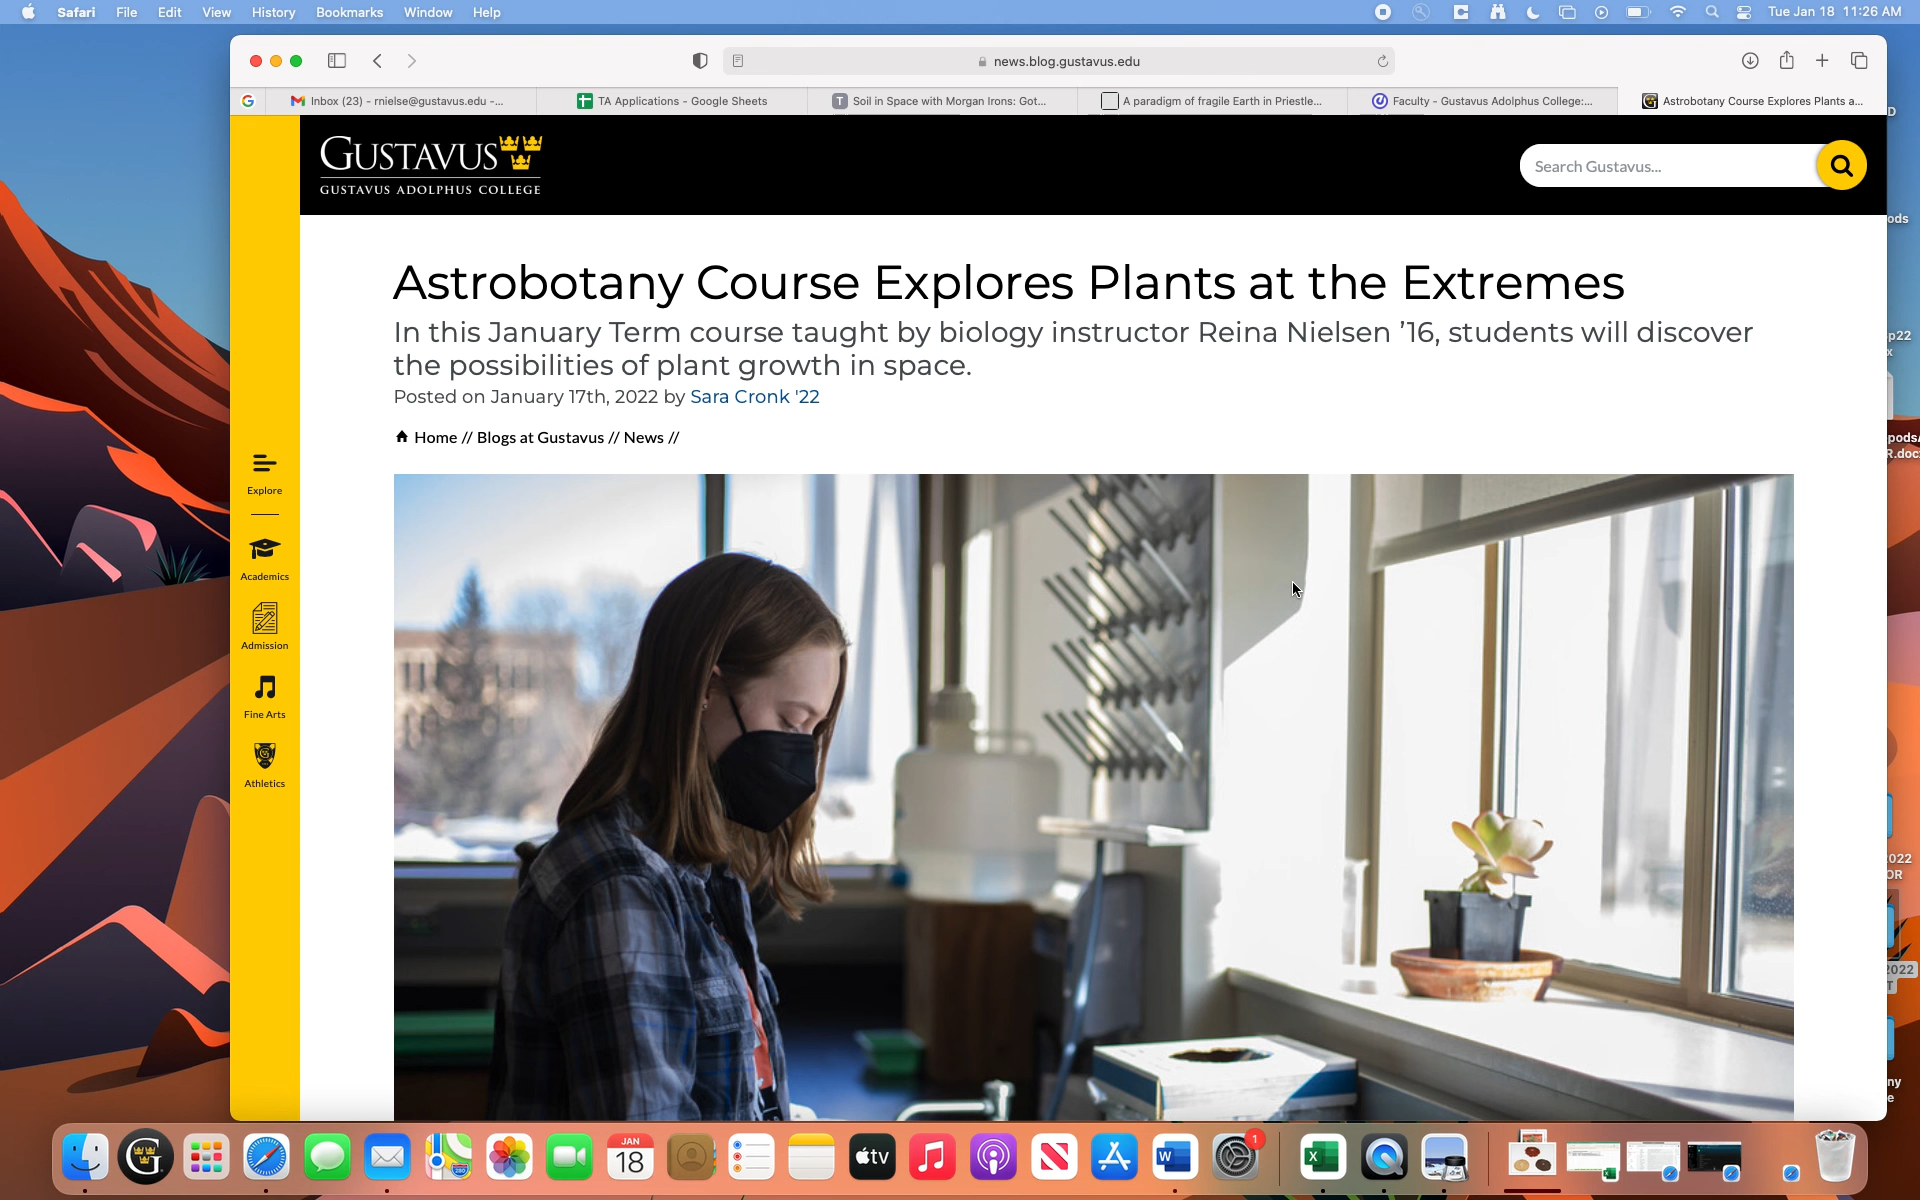 Safari File Edit View History Bookmarks Window Help
Tue Jan 18 11:26 AM
news.blog.gustavus.edu
Inbox (23) - rnielse@gustavus.edu -...
TA Applications - Google Sheets
Soil in Space with Morgan Irons: Got...
A paradigm of fragile Earth in Priestle...
Faculty - Gustavus Adolphus College:...
Astrobotany Course Explores Plants a...
GUSTAVUS
GUSTAVUS ADOLPHUS COLLEGE
Search Gustavus...
Astrobotany Course Explores Plants at the Extremes
In this January Term course taught by biology instructor Reina Nielsen ’16, students will discover
the possibilities of plant growth in space.
Posted on January 17th, 2022 by Sara Cronk '22
Home // Blogs at Gustavus // News //
Explore
Academics
Admission
Fine Arts
Athletics
JAN
18
280
tv
W
1
X